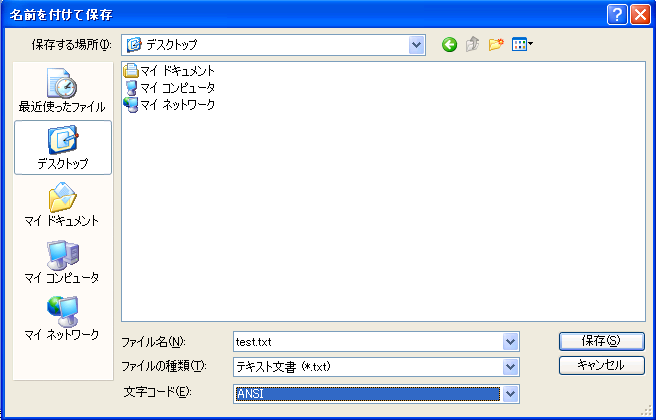 名前を付けて保存
保存する場所(I):
デスクトップ
最近使ったファイル
デスクトップ
マイ ドキュメント
マイ コンピュータ
マイ ネットワーク
マイ ドキュメント
マイ コンピュータ
マイ ネットワーク
ファイル名(N):
test.txt
保存(S)
ファイルの種類(T):
テキスト文書 (*.txt)
キャンセル
文字コード(E):
ANSI